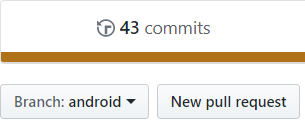 43 commits
Branch: android
New pull request